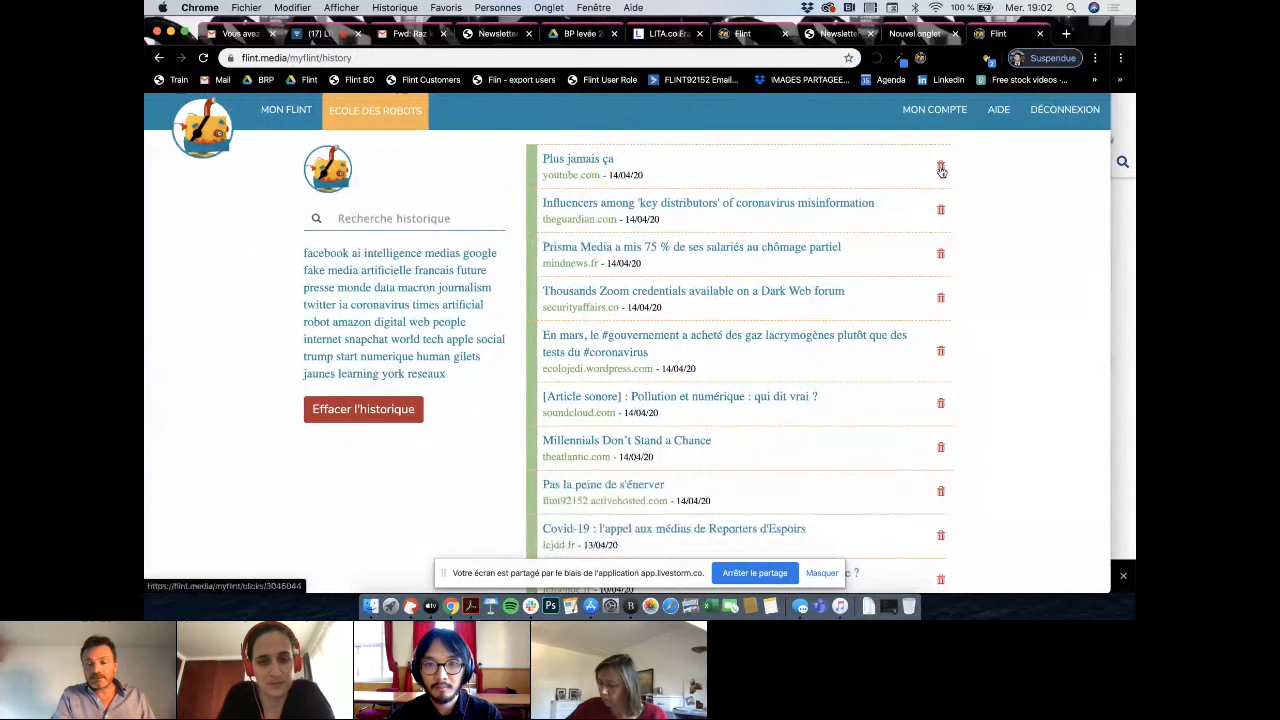 Chrome Fichier Modifier Afficher Historique Favoris Personnes Onglet Fenêtre Aide 100 % Mer. 19:02
Vous avez (17) L Fwd: Raz k Newsletter BP levée 2 LITA.co Era Flint Newsletter Nouvel onglet Flint
flint.media/myflint/history Suspendue
Train Mail BRP Flint Flint BO Flint Customers Flin - export users Flint User Role FLINT92152 Email... IMAGES PARTAGEE... Agenda LinkedIn Free stock videos -... »
MON FLINT ECOLE DES ROBOTS MON COMPTE AIDE DÉCONNEXION
Recherche historique
facebook ai intelligence medias google
fake media artificielle francais future
presse monde data macron journalism
twitter ia coronavirus times artificial
robot amazon digital web people
internet snapchat world tech apple social
trump start numerique human gilets
jaunes learning york reseaux
Effacer l'historique
Plus jamais ça
youtube.com - 14/04/20
Influencers among 'key distributors' of coronavirus misinformation
theguardian.com - 14/04/20
Prisma Media a mis 75 % de ses salariés au chômage partiel
mindnews.fr - 14/04/20
Thousands Zoom credentials available on a Dark Web forum
securityaffairs.co - 14/04/20
En mars, le #gouvernement a acheté des gaz lacrymogènes plutôt que des
tests du #coronavirus
ecolojedi.wordpress.com - 14/04/20
[Article sonore] : Pollution et numérique : qui dit vrai ?
soundcloud.com - 14/04/20
Millennials Don't Stand a Chance
theatlantic.com - 14/04/20
Pas la peine de s'énerver
flint92152.activehosted.com - 14/04/20
Covid-19 : l'appel aux médias de Reporters d'Espoirs
lejdd.fr - 13/04/20
Votre écran est partagé par le biais de l'application app.livestorm.co. Arrêter le partage Masquer
https://flint.media/myflint/clicks/3045044